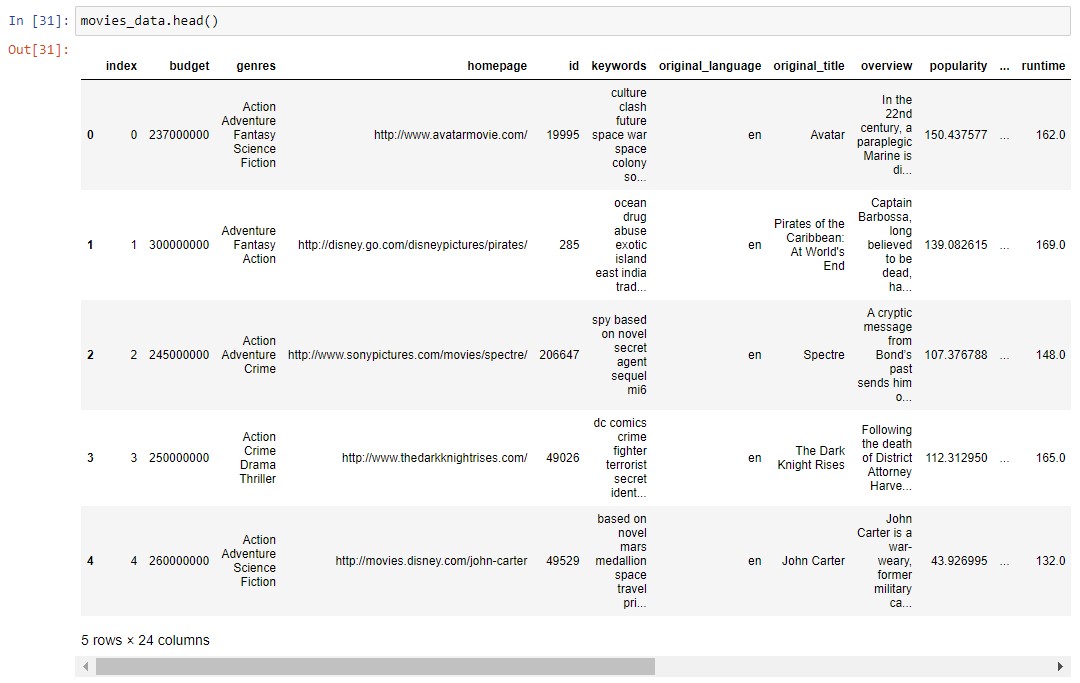 In [31]: movies_data.head()
Out[31]:
index budget genres homepage id keywords original_language original_title overview popularity ... runtime
0 0 237000000 Action Adventure Fantasy Science Fiction http://www.avatarmovie.com/ 19995 culture clash future space war space colony so... en Avatar In the 22nd century, a paraplegic Marine is di... 150.437577 ... 162.0
1 1 300000000 Adventure Fantasy Action http://disney.go.com/disneypictures/pirates/ 285 ocean drug abuse exotic island east india trad... en Pirates of the Caribbean: At World's End Captain Barbossa, long believed to be dead, ha... 139.082615 ... 169.0
2 2 245000000 Action Adventure Crime http://www.sonypictures.com/movies/spectre/ 206647 spy based on novel secret agent sequel mi6 en Spectre A cryptic message from Bond's past sends him o... 107.376788 ... 148.0
3 3 250000000 Action Crime Drama Thriller http://www.thedarkknightrises.com/ 49026 dc comics crime fighter terrorist secret ident... en The Dark Knight Rises Following the death of District Attorney Harve... 112.312950 ... 165.0
4 4 260000000 Action Adventure Science Fiction http://movies.disney.com/john-carter 49529 based on novel mars medallion space travel pri... en John Carter John Carter is a war-weary, former military ca... 43.926995 ... 132.0
5 rows × 24 columns